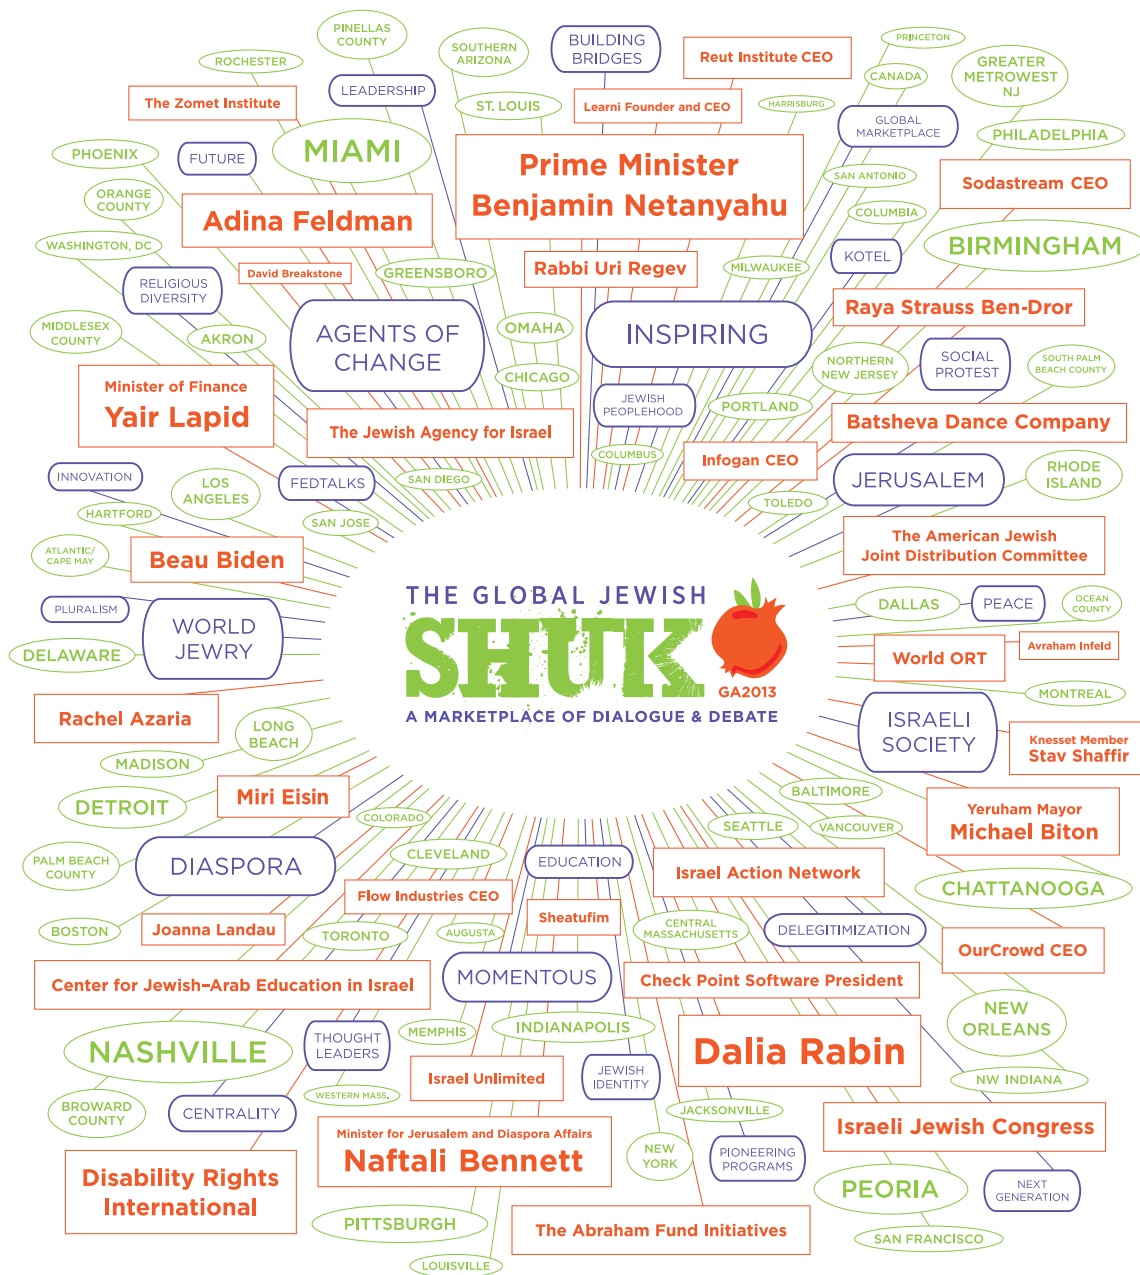 PINELLAS
COUNTY
SOUTHERN
ARIZONA
BUILDING
BRIDGES
Reut Institute CEO
PRINCETON
GREATER
METROWEST
NJ
ROCHESTER
LEADERSHIP
CANADA
The Zomet Institute
ST. LOUIS
Learni Founder and CEO
HARRISBURG
GLOBAL
MARKETPLACE
PHILADELPHIA
PHOENIX
FUTURE
MIAMI
Prime Minister
Benjamin Netanyahu
SAN ANTONIO
Sodastream CEO
ORANGE
COUNTY
Adina Feldman
COLUMBIA
WASHINGTON, DC
BIRMINGHAM
David Breakstone
GREENSBORO
Rabbi Uri Regev
MILWAUKEE
KOTEL
RELIGIOUS
DIVERSITY
Raya Strauss Ben-Dror
MIDDLESEX
COUNTY
AKRON
AGENTS OF
CHANGE
OMAHA
INSPIRING
NORTHERN
NEW JERSEY
SOCIAL
PROTEST
SOUTH PALM
BEACH COUNTY
Minister of Finance
Yair Lapid
CHICAGO
JEWISH
PEOPLEHOOD
PORTLAND
Batsheva Dance Company
The Jewish Agency for Israel
COLUMBUS
Infogan CEO
INNOVATION
LOS
ANGELES
FEDTALKS
SAN DIEGO
JERUSALEM
RHODE
ISLAND
HARTFORD
SAN JOSE
TOLEDO
ATLANTIC/
CAPE MAY
Beau Biden
The American Jewish
Joint Distribution Committee
PLURALISM
WORLD
JEWRY
THE GLOBAL JEWISH
SHUK
GA2013
A MARKETPLACE OF DIALOGUE & DEBATE
DALLAS
PEACE
OCEAN
COUNTY
DELAWARE
World ORT
Avraham Infeld
MONTREAL
Rachel Azaria
LONG
BEACH
ISRAELI
SOCIETY
Knesset Member
Stav Shaffir
MADISON
DETROIT
Miri Eisin
BALTIMORE
Yeruham Mayor
Michael Biton
COLORADO
SEATTLE
VANCOUVER
PALM BEACH
COUNTY
DIASPORA
CLEVELAND
EDUCATION
Israel Action Network
CHATTANOOGA
Flow Industries CEO
BOSTON
Joanna Landau
TORONTO
AUGUSTA
Sheatufim
CENTRAL
MASSACHUSETTS
DELEGITIMIZATION
OurCrowd CEO
Center for Jewish–Arab Education in Israel
MOMENTOUS
Check Point Software President
NEW
ORLEANS
NASHVILLE
THOUGHT
LEADERS
MEMPHIS
INDIANAPOLIS
Dalia Rabin
Israel Unlimited
JEWISH
IDENTITY
NW INDIANA
WESTERN MASS.
BROWARD
COUNTY
CENTRALITY
JACKSONVILLE
Israeli Jewish Congress
Minister for Jerusalem and Diaspora Affairs
Naftali Bennett
NEW
YORK
PIONEERING
PROGRAMS
Disability Rights
International
PEORIA
NEXT
GENERATION
PITTSBURGH
The Abraham Fund Initiatives
SAN FRANCISCO
LOUISVILLE